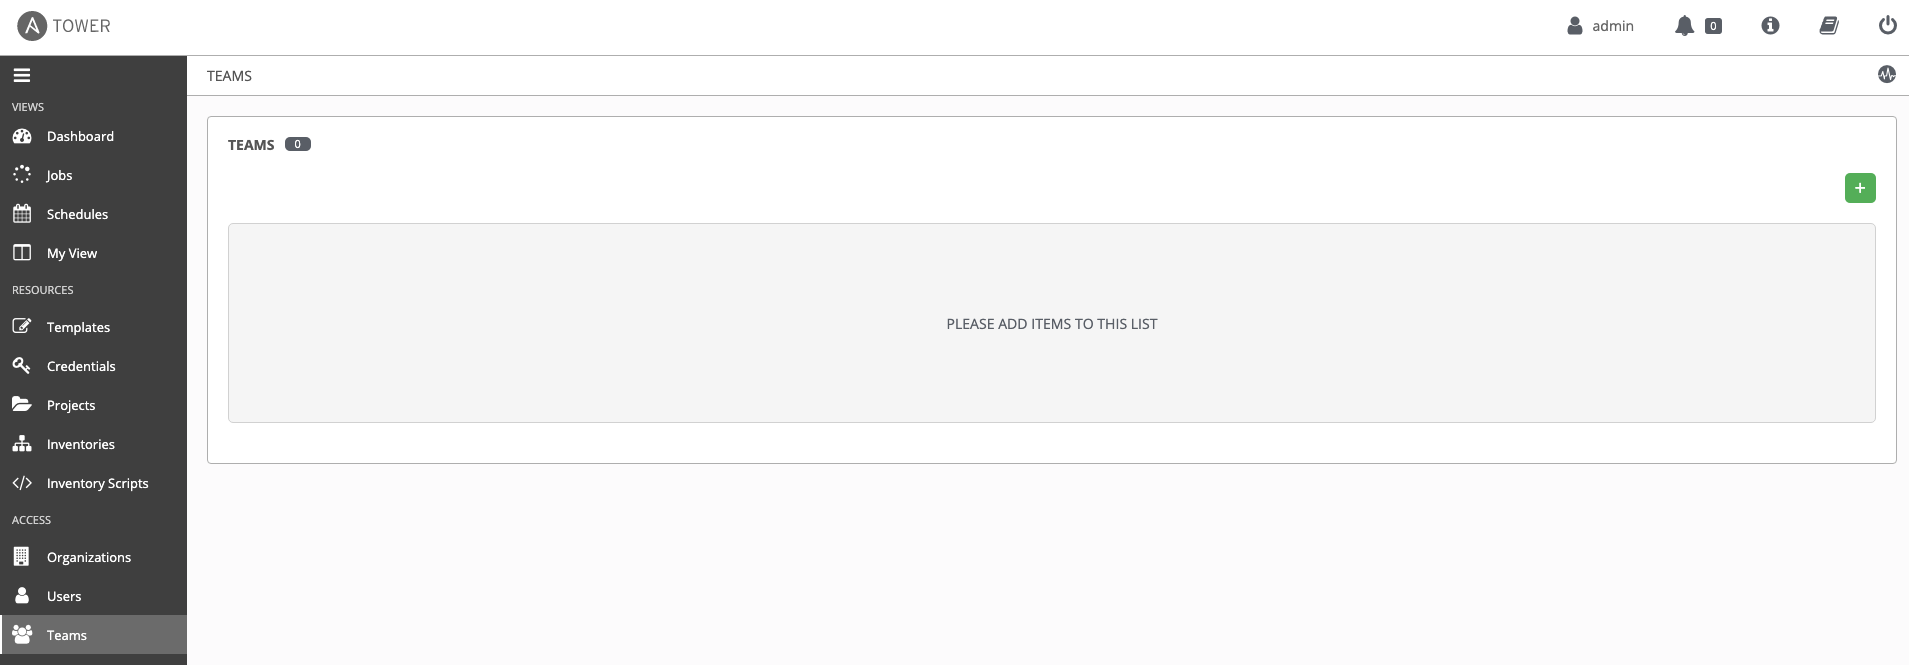 TOWER
admin
0
VIEWS
Dashboard
Jobs
Schedules
My View
RESOURCES
Templates
Credentials
Projects
Inventories
Inventory Scripts
ACCESS
Organizations
Users
Teams
TEAMS
TEAMS 0
+
PLEASE ADD ITEMS TO THIS LIST